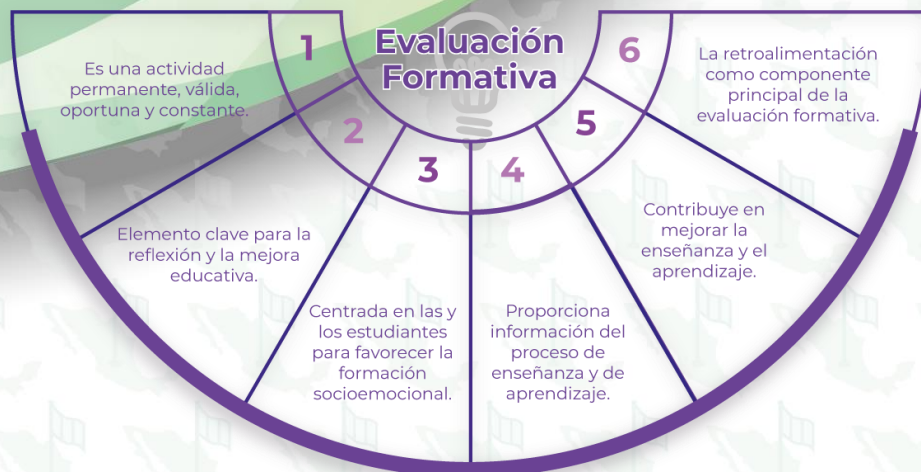 Evaluación
Formativa
1
Es una actividad
permanente, válida,
oportuna y constante.
2
Elemento clave para la
reflexión y la mejora
educativa.
3
Centrada en las y
los estudiantes
para favorecer la
formación
socioemocional.
4
Proporciona
información del
proceso de
enseñanza y de
aprendizaje.
5
Contribuye en
mejorar la
enseñanza y el
aprendizaje.
6
La retroalimentación
como componente
principal de la
evaluación formativa.